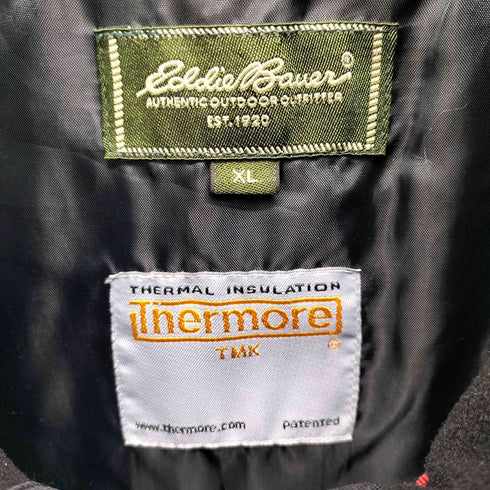 Eddie Bauer®
AUTHENTIC OUTDOOR OUTFITTER
EST. 1920
XL
THERMAL INSULATION
Thermore
TMK ®
www.thermore.com Patented